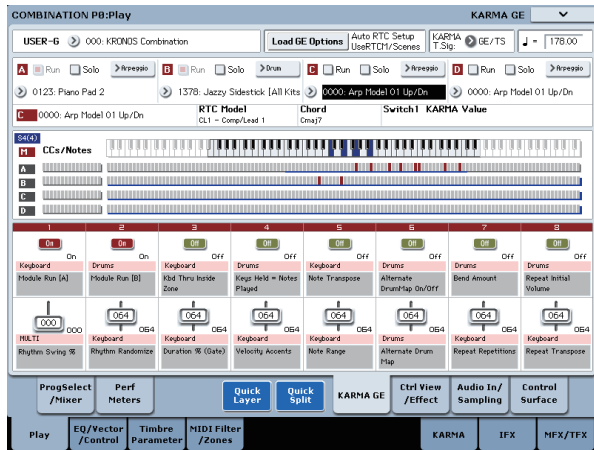 COMBINATION P0:Play KARMA GE
USER-G 000: KRONOS Combination Load GE Options Auto RTC Setup UseRTCM/Scenes KARMA T.Sig: GE/TS ♩ = 178.00
A Run Solo Arpeggio B Run Solo Drum C Run Solo Arpeggio D Run Solo Arpeggio
0123: Piano Pad 2 1378: Jazzy Sidestick [All Kits 0000: Arp Model 01 Up/Dn 0000: Arp Model 01 Up/Dn
C 0000: Arp Model 01 Up/Dn RTC Model CL1 - Comp/Lead 1 Chord Cmaj7 Switch1 KARMA Value
S4(4)
M CCs/Notes
A
B
C
D
1 2 3 4 5 6 7 8
On On Off Off Off Off Off Off
On On Off Off Off Off Off Off
Keyboard Drums Keyboard Drums Keyboard Drums Drums Drums
Module Run [A] Module Run [B] Kbd Thru Inside Zone Keys Held = Notes Played Note Transpose Alternate DrumMap On/Off Bend Amount Repeat Initial Volume
000 064 064 064 064 064 064 064
000 064 064 064 064 064 064 064
MULTI Keyboard Keyboard Keyboard Keyboard Drums Keyboard Keyboard
Rhythm Swing % Rhythm Randomize Duration % (Gate) Velocity Accents Note Range Alternate Drum Map Repeat Repetitions Repeat Transpose
ProgSelect /Mixer Perf Meters Quick Layer Quick Split KARMA GE Ctrl View /Effect Audio In/ Sampling Control Surface
Play EQ/Vector /Control Timbre Parameter MIDI Filter /Zones KARMA IFX MFX/TFX